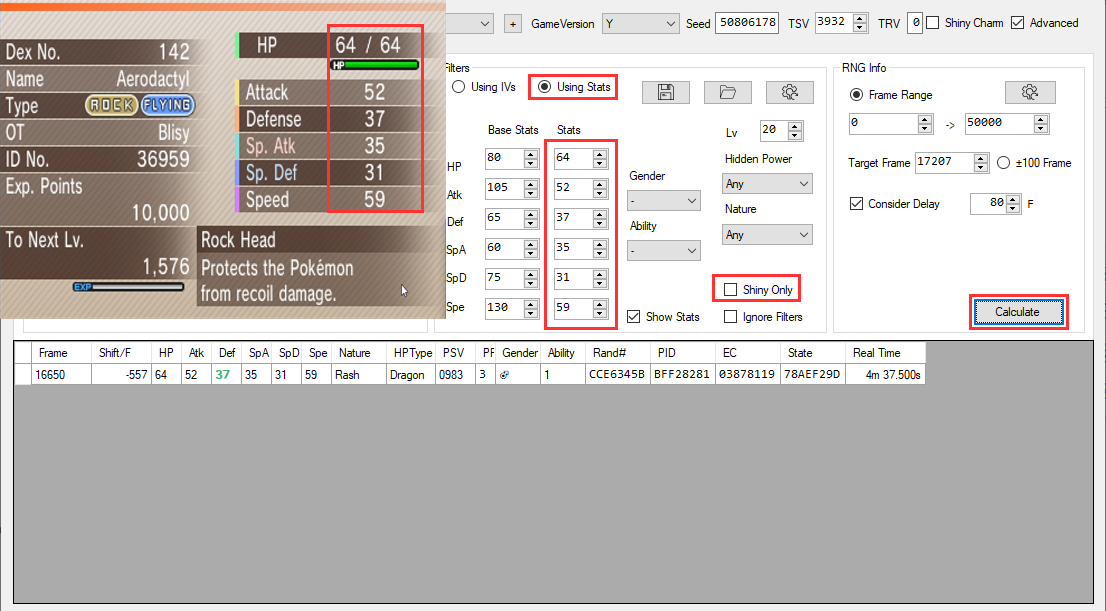 Dex No. 142
Name Aerodactyl
Type ROCK FLYING
OT Blisy
ID No. 36959
Exp. Points
10,000
To Next Lv.
1,576
EXP
HP 64 / 64
HP
Attack 52
Defense 37
Sp. Atk 35
Sp. Def 31
Speed 59
Rock Head
Protects the Pokémon
from recoil damage.
+ GameVersion Y Seed 50806178 TSV 3932 TRV 0 Shiny Charm Advanced
Filters
Using IVs Using Stats
Base Stats Stats
HP 80 64
Atk 105 52
Def 65 37
SpA 60 35
SpD 75 31
Spe 130 59
Gender
-
Ability
-
Show Stats
Lv 20
Hidden Power
Any
Nature
Any
Shiny Only
Ignore Filters
RNG Info
Frame Range
0 -> 50000
Target Frame 17207 ±100 Frame
Consider Delay 80 F
Calculate
Frame Shift/F HP Atk Def SpA SpD Spe Nature HPType PSV PF Gender Ability Rand# PID EC State Real Time
16650 -557 64 52 37 35 31 59 Rash Dragon 0983 3 ♂ 1 CCE6345B BFF28281 03878119 78AEF29D 4m 37.500s